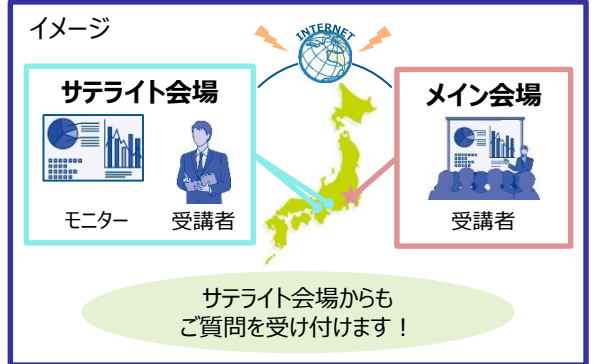 イメージ
INTERNET
サテライト会場
モニター
受講者
メイン会場
受講者
サテライト会場からも
ご質問を受け付けます！